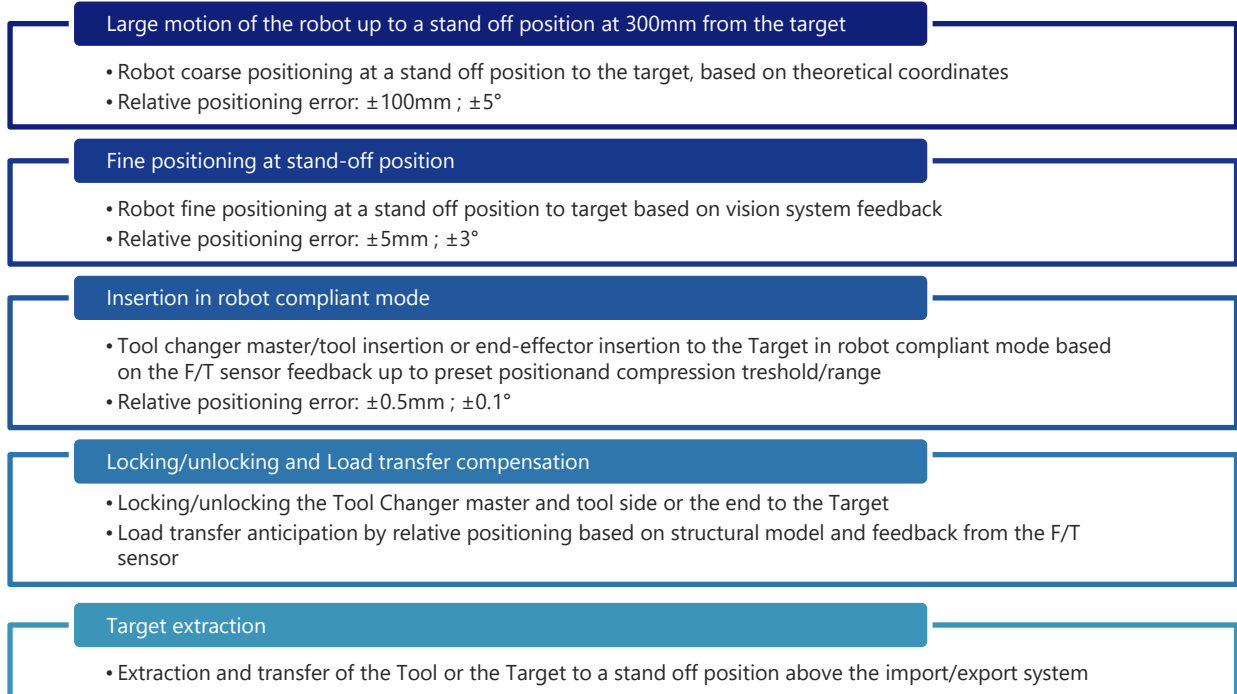 Large motion of the robot up to a stand off position at 300mm from the target
• Robot coarse positioning at a stand off position to the target, based on theoretical coordinates
• Relative positioning error: ±100mm ; ±5°
Fine positioning at stand-off position
• Robot fine positioning at a stand off position to target based on vision system feedback
• Relative positioning error: ±5mm ; ±3°
Insertion in robot compliant mode
• Tool changer master/tool insertion or end-effector insertion to the Target in robot compliant mode based
on the F/T sensor feedback up to preset positionand compression treshold/range
• Relative positioning error: ±0.5mm ; ±0.1°
Locking/unlocking and Load transfer compensation
• Locking/unlocking the Tool Changer master and tool side or the end to the Target
• Load transfer anticipation by relative positioning based on structural model and feedback from the F/T
sensor
Target extraction
• Extraction and transfer of the Tool or the Target to a stand off position above the import/export system